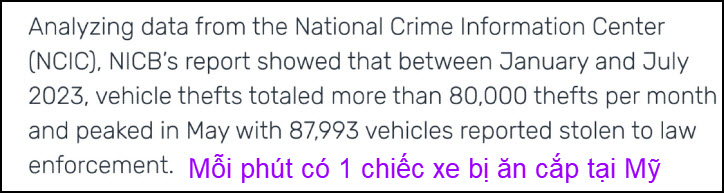 Analyzing data from the National Crime Information Center
(NCIC), NICB’s report showed that between January and July
2023, vehicle thefts totaled more than 80,000 thefts per month
and peaked in May with 87,993 vehicles reported stolen to law
enforcement. Mỗi phút có 1 chiếc xe bị ăn cắp tại Mỹ